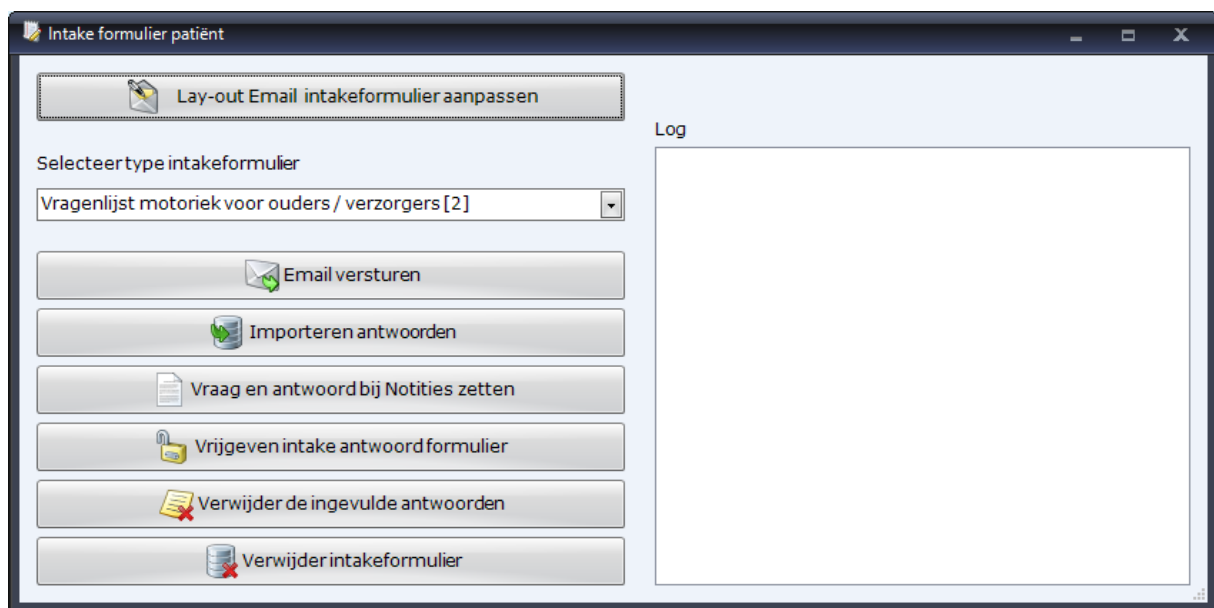 Intake formulier patiënt
Lay-out Email intakeformulier aanpassen
Log
Selecteer type intakeformulier
Vragenlijst motoriek voor ouders / verzorgers [2]
Email versturen
Importeren antwoorden
Vraag en antwoord bij Notities zetten
Vrijgeven intake antwoord formulier
Verwijder de ingevulde antwoorden
Verwijder intakeformulier